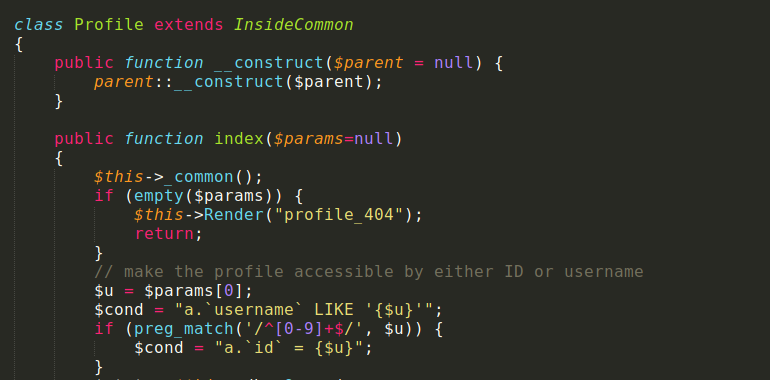 class Profile extends InsideCommon
{
    public function __construct($parent = null) {
        parent::__construct($parent);
    }

    public function index($params=null)
    {
        $this->_common();
        if (empty($params)) {
            $this->Render("profile_404");
            return;
        }
        // make the profile accessible by either ID or username
        $u = $params[0];
        $cond = "a.`username` LIKE '{$u}'";
        if (preg_match('/^[0-9]+$/', $u)) {
            $cond = "a.`id` = {$u}";
        }